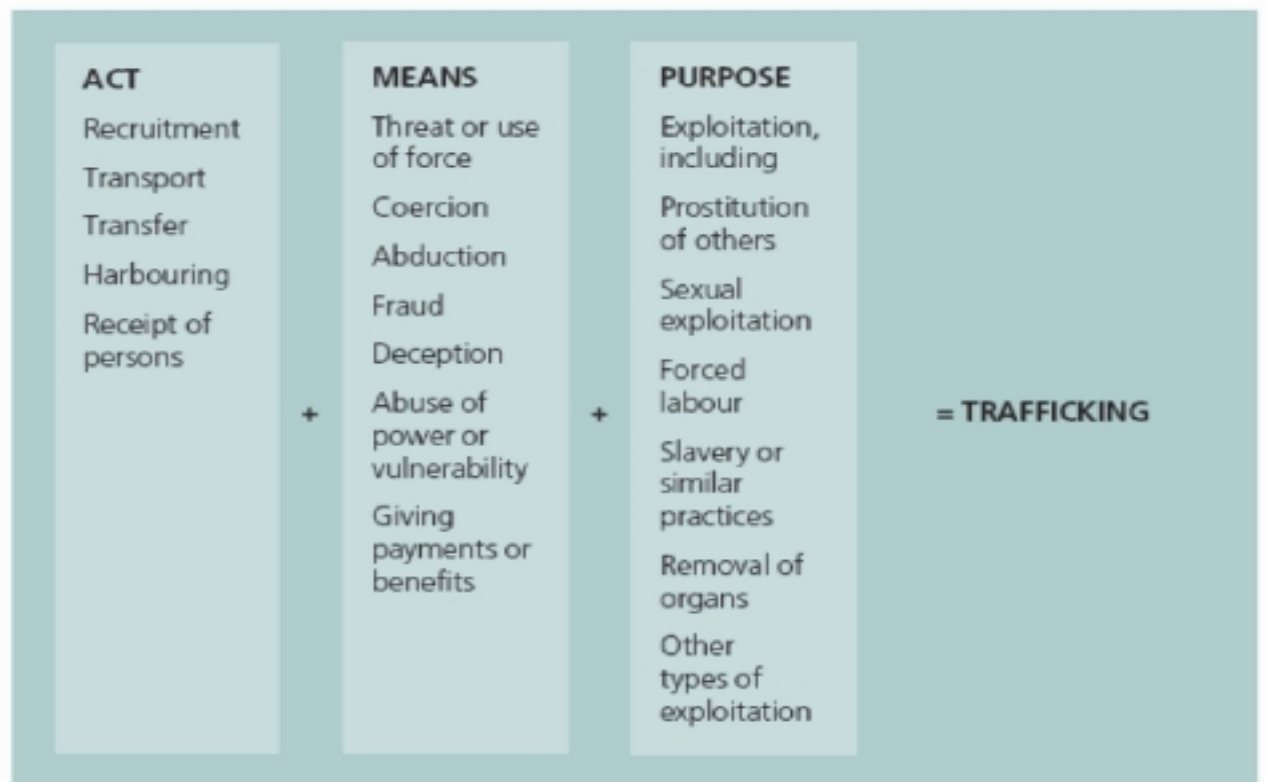 ACT
Recruitment
Transport
Transfer
Harbouring
Receipt of
persons
+
MEANS
Threat or use
of force
Coercion
Abduction
Fraud
Deception
Abuse of
power or
vulnerability
Giving
payments or
benefits
+
PURPOSE
Exploitation,
including
Prostitution
of others
Sexual
exploitation
Forced
labour
Slavery or
similar
practices
Removal of
organs
Other
types of
exploitation
= TRAFFICKING